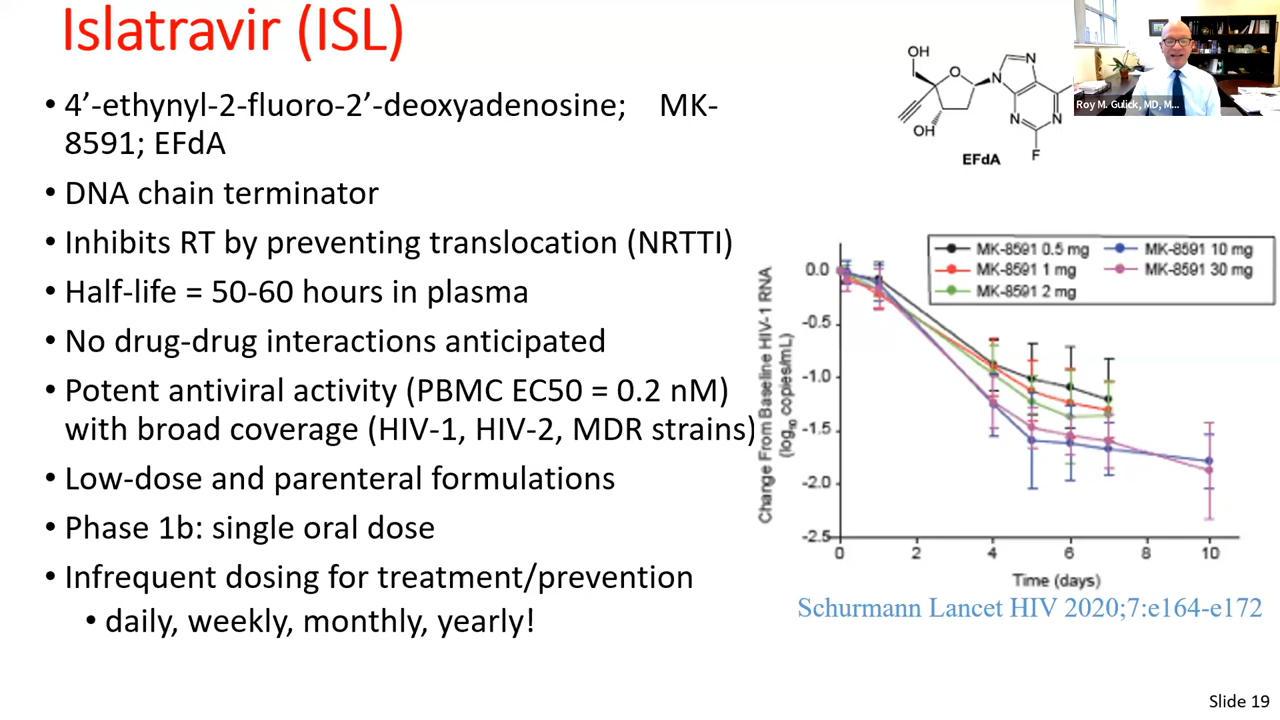 Islatravir (ISL)
• 4’-ethynyl-2-fluoro-2’-deoxyadenosine; MK-
8591; EFdA
• DNA chain terminator
• Inhibits RT by preventing translocation (NRTTI)
• Half-life = 50-60 hours in plasma
• No drug-drug interactions anticipated
• Potent antiviral activity (PBMC EC50 = 0.2 nM)
with broad coverage (HIV-1, HIV-2, MDR strains)
• Low-dose and parenteral formulations
• Phase 1b: single oral dose
• Infrequent dosing for treatment/prevention
• daily, weekly, monthly, yearly!
OH
O
N
N
N
N
OH
F
EFdA
Roy M. Gulick, MD, M...
MK-8591 0.5 mg
MK-8591 10 mg
MK-8591 1 mg
MK-8591 30 mg
MK-8591 2 mg
Change From Baseline HIV-1 RNA
(log10 copies/mL)
0.0
-0.5
-1.0
-1.5
-2.0
-2.5
0 2 4 6 8 10
Time (days)
Schurmann Lancet HIV 2020;7:e164-e172
Slide 19